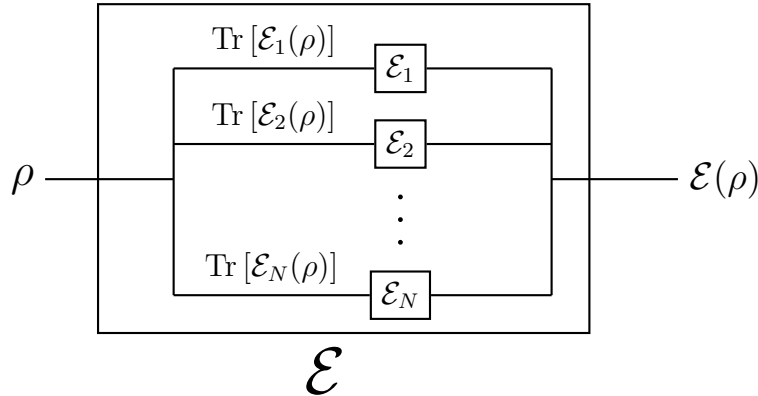 Tr [ℰ₁(ρ)]
ℰ₁
Tr [ℰ₂(ρ)]
ℰ₂
ρ
ℰ(ρ)
⋮
Tr [ℰ_N(ρ)]
ℰ_N
ℰ